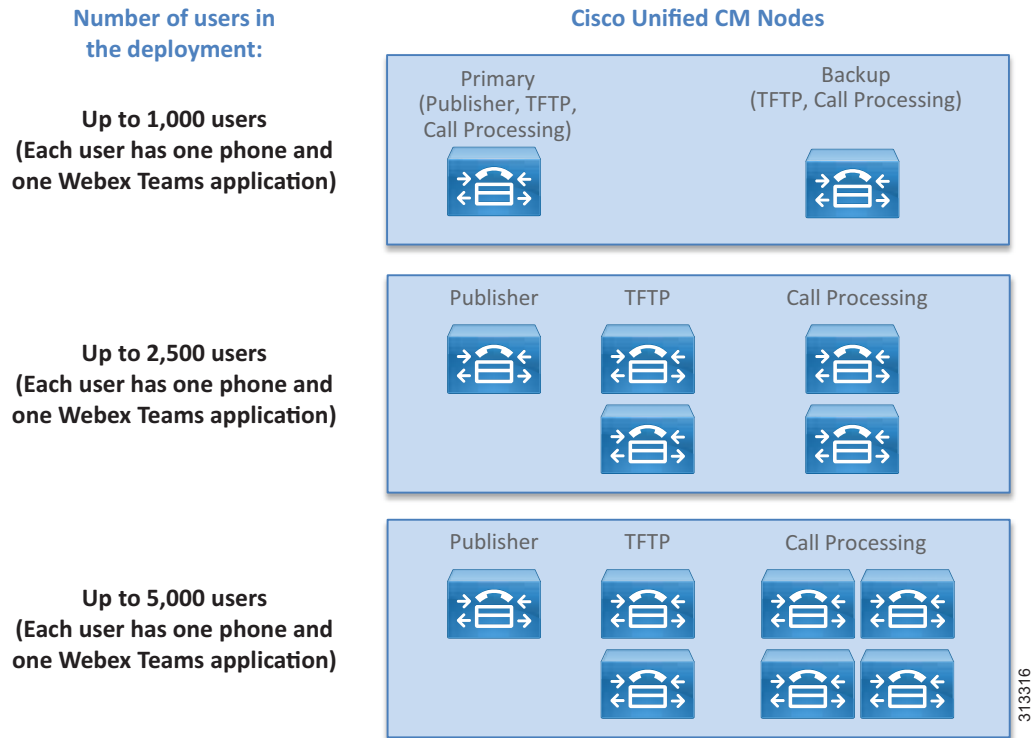 Number of users in
the deployment:
Cisco Unified CM Nodes
Up to 1,000 users
(Each user has one phone and
one Webex Teams application)
Primary
(Publisher, TFTP,
Call Processing)
Backup
(TFTP, Call Processing)
Up to 2,500 users
(Each user has one phone and
one Webex Teams application)
Publisher
TFTP
Call Processing
Up to 5,000 users
(Each user has one phone and
one Webex Teams application)
Publisher
TFTP
Call Processing
313316